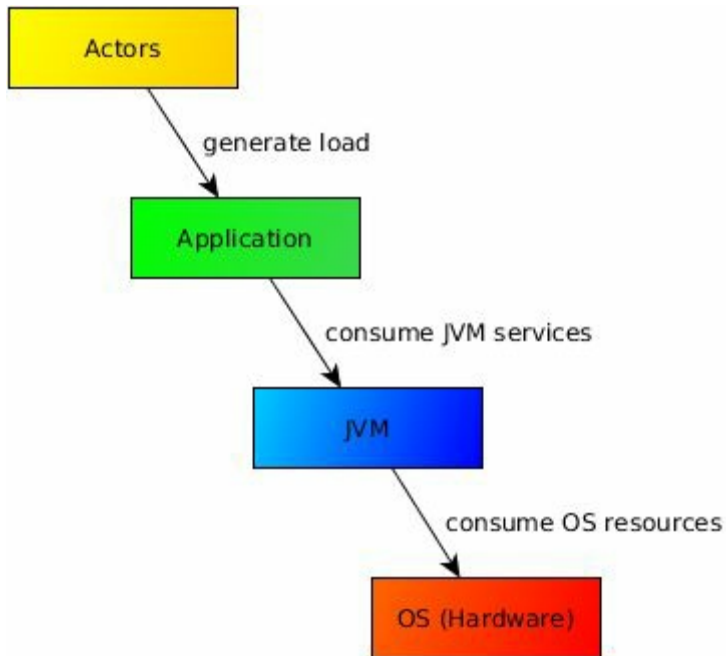 Actors
generate load
Application
consume JVM services
JVM
consume OS resources
OS (Hardware)